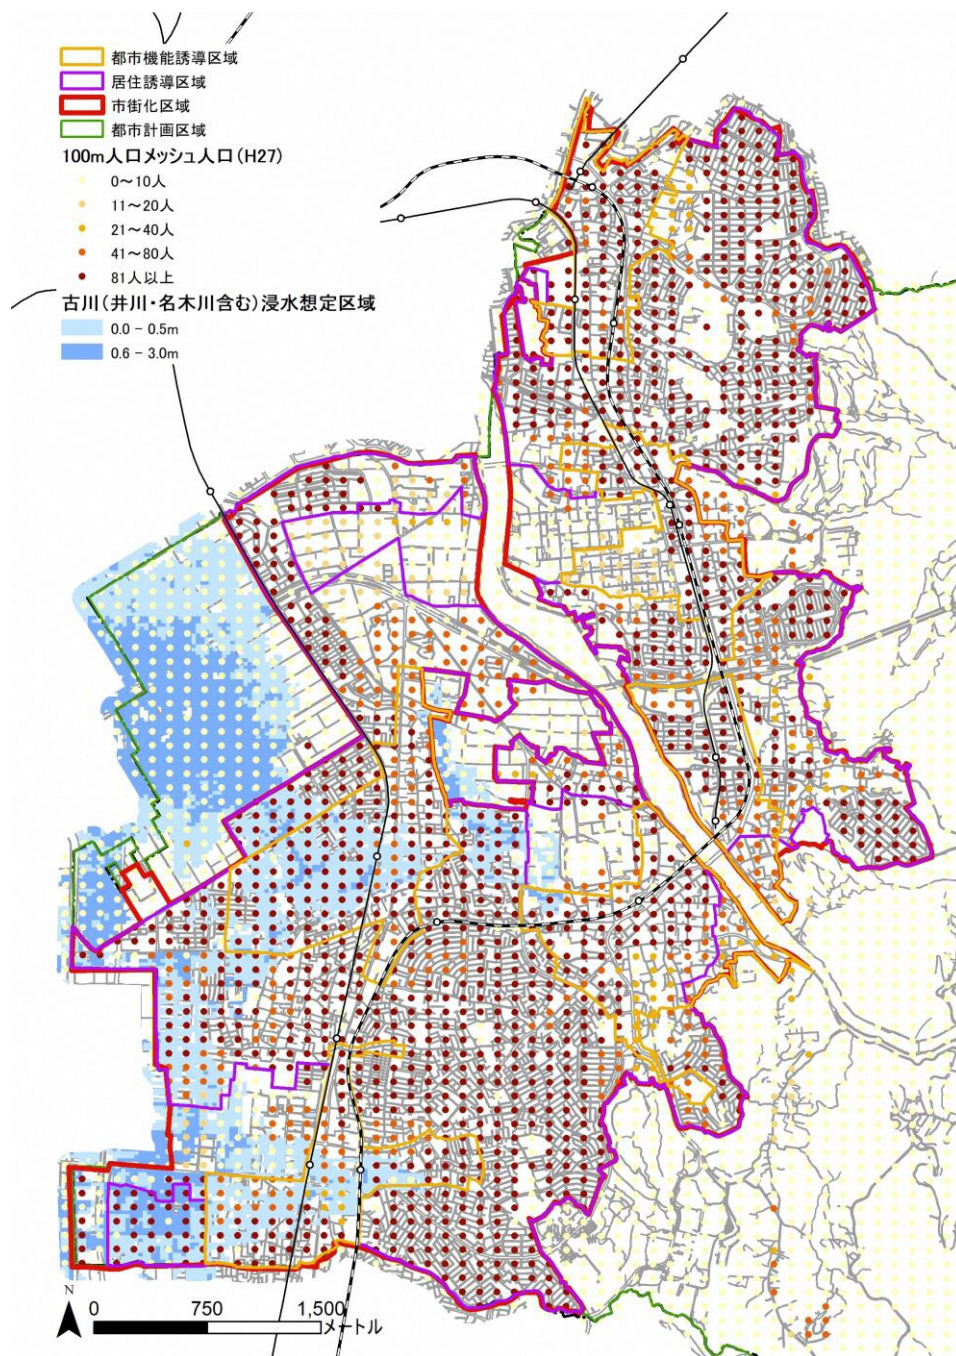 都市機能誘導区域
居住誘導区域
市街化区域
都市計画区域
100m人口メッシュ人口(H27)
0~10人
11~20人
21~40人
41~80人
81人以上
古川(井川・名木川含む)浸水想定区域
0.0 - 0.5m
0.6 - 3.0m
N
0 750 1,500
メートル